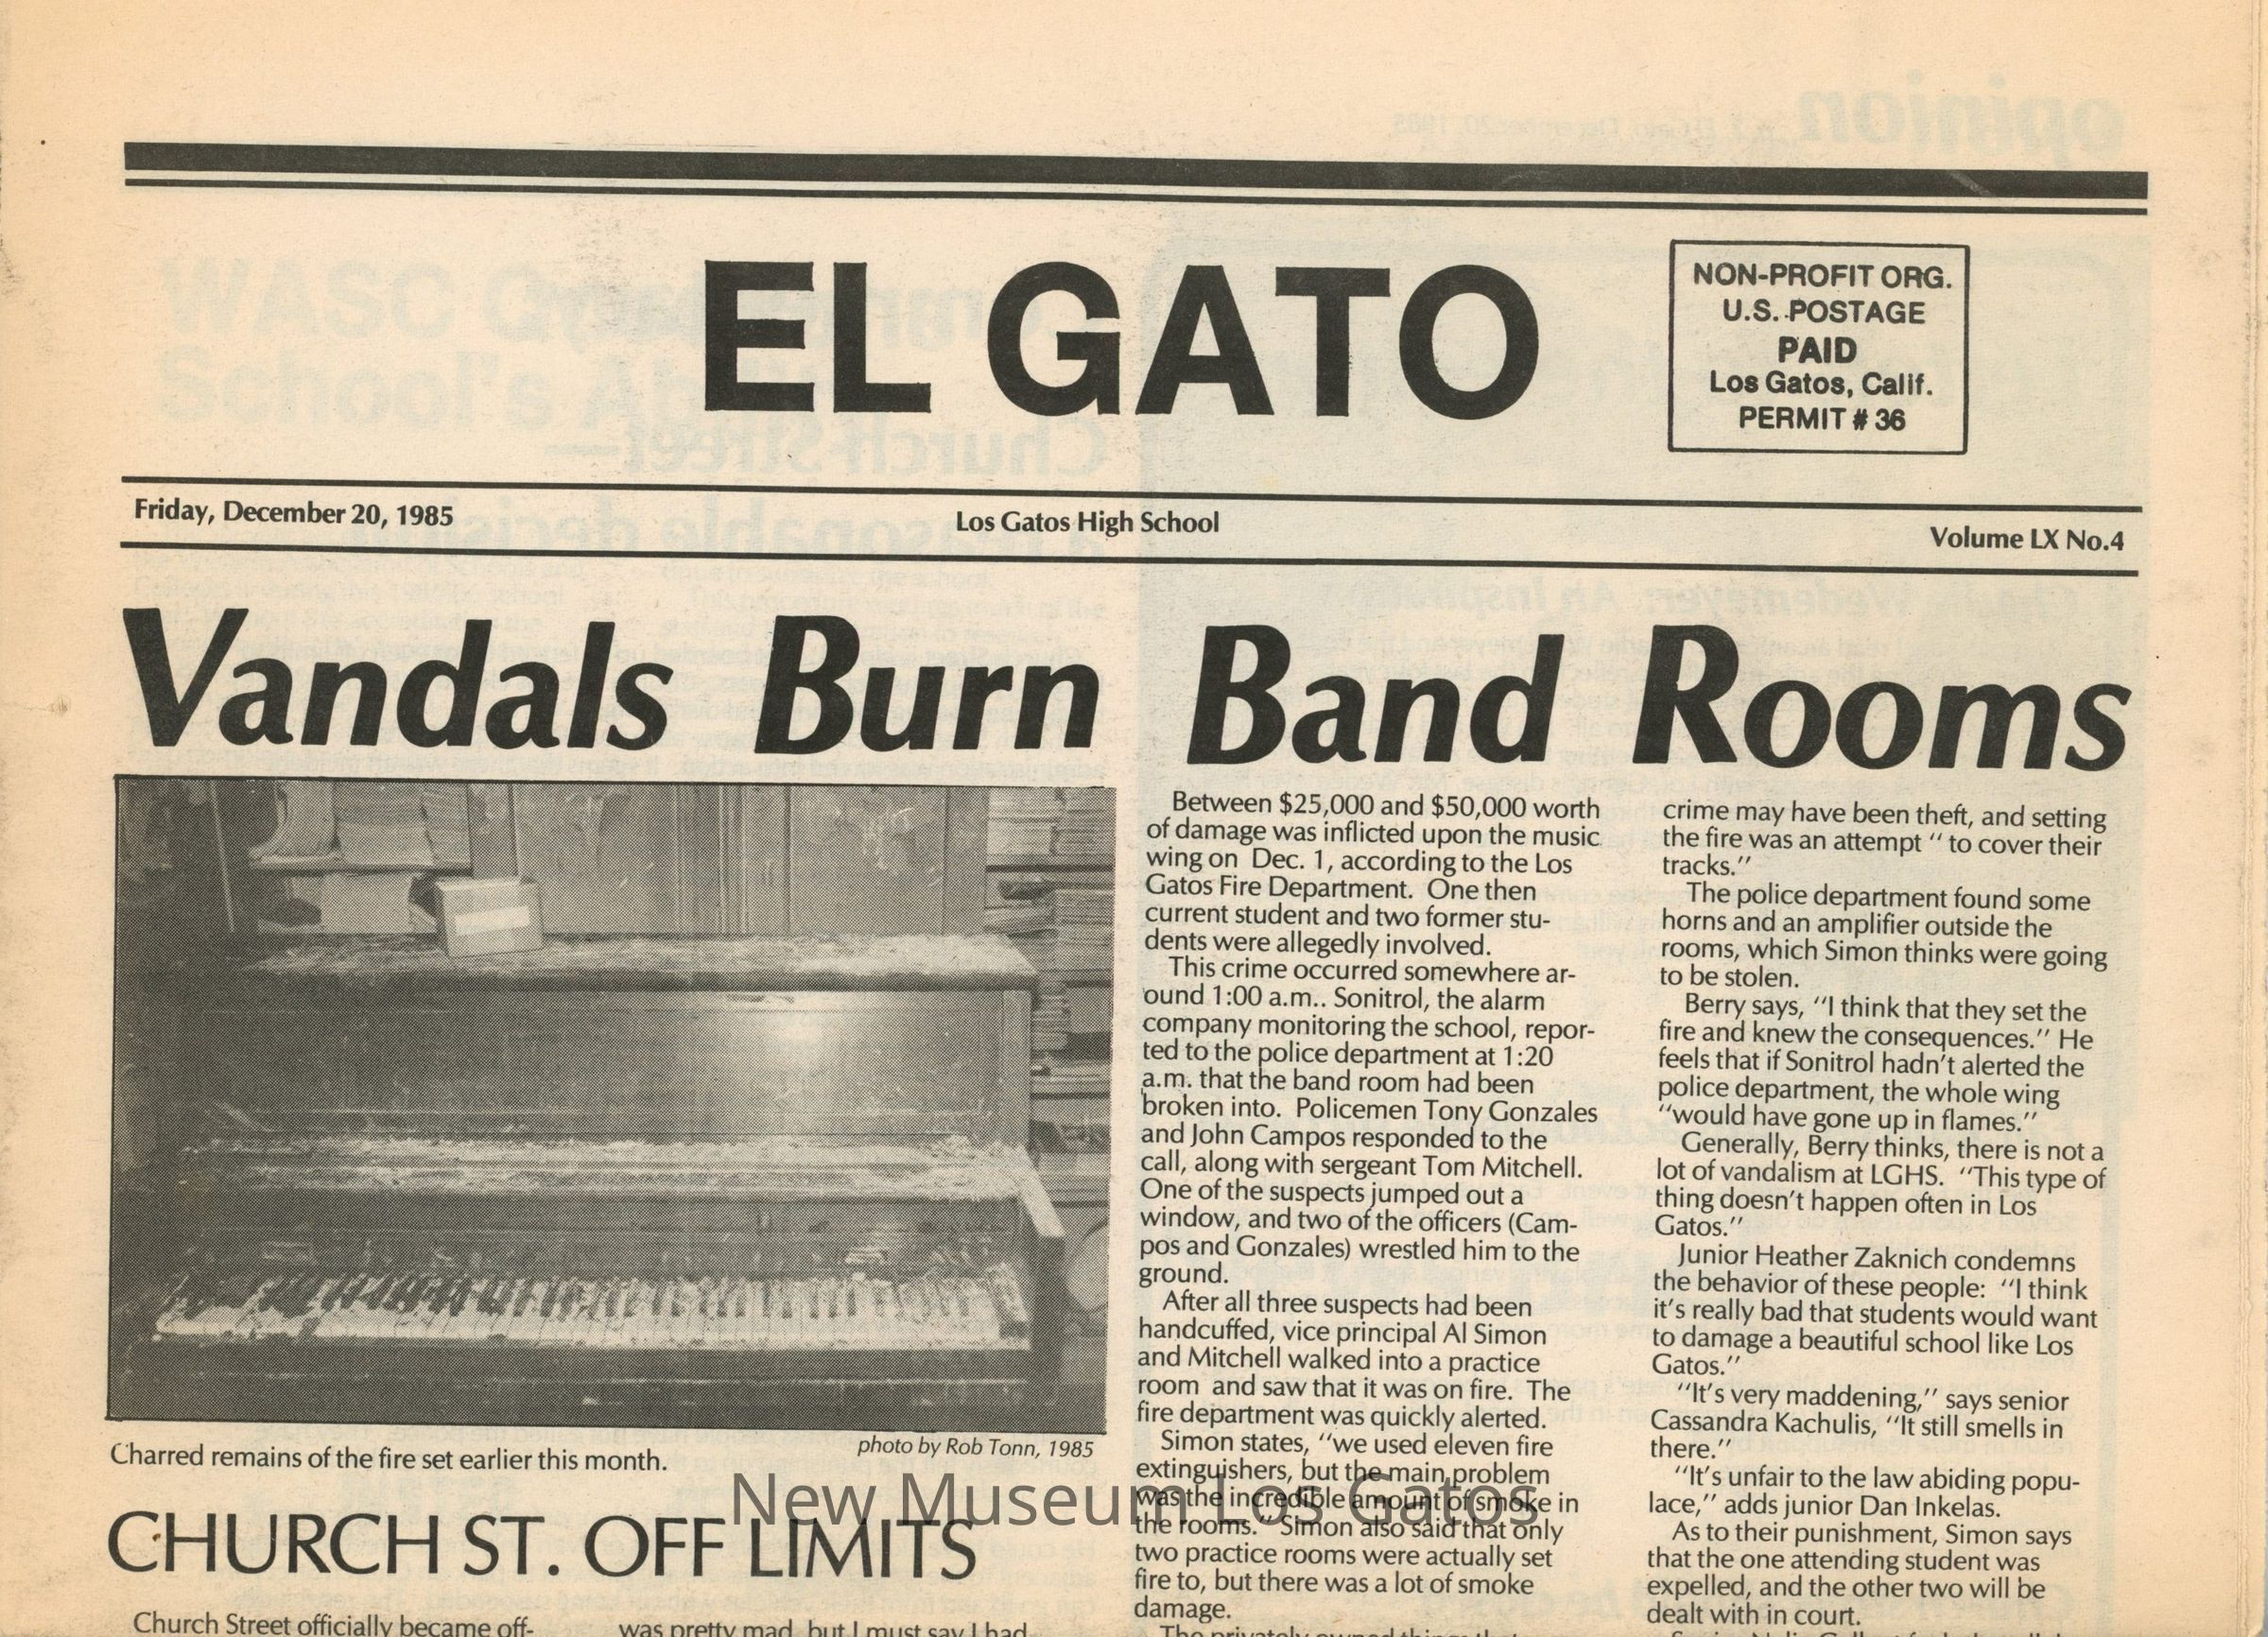 EL GATO
NON-PROFIT ORG.
U.S. POSTAGE
PAID
Los Gatos, Calif.
PERMIT # 36
Friday, December 20, 1985
Los Gatos High School
Volume LX No.4
Vandals Burn Band Rooms
Charred remains of the fire set earlier this month.
photo by Rob Tonn, 1985
CHURCH ST. OFF LIMITS
Church Street officially became off-
was pretty mad, but I must say I had
Between $25,000 and $50,000 worth
of damage was inflicted upon the music
wing on Dec. 1, according to the Los
Gatos Fire Department. One then
current student and two former stu-
dents were allegedly involved.
This crime occurred somewhere ar-
ound 1:00 a.m.. Sonitrol, the alarm
company monitoring the school, repor-
ted to the police department at 1:20
a.m. that the band room had been
broken into. Policemen Tony Gonzales
and John Campos responded to the
call, along with sergeant Tom Mitchell.
One of the suspects jumped out a
window, and two of the officers (Cam-
pos and Gonzales) wrestled him to the
ground.
After all three suspects had been
handcuffed, vice principal Al Simon
and Mitchell walked into a practice
room and saw that it was on fire. The
fire department was quickly alerted.
Simon states, "we used eleven fire
extinguishers, but the main problem
was the incredible amount of smoke in
the rooms." Simon also said that only
two practice rooms were actually set
fire to, but there was a lot of smoke
damage.
The privately owned things that
crime may have been theft, and setting
the fire was an attempt " to cover their
tracks."
The police department found some
horns and an amplifier outside the
rooms, which Simon thinks were going
to be stolen.
Berry says, "I think that they set the
fire and knew the consequences." He
feels that if Sonitrol hadn't alerted the
police department, the whole wing
"would have gone up in flames."
Generally, Berry thinks, there is not a
lot of vandalism at LGHS. "This type of
thing doesn't happen often in Los
Gatos."
Junior Heather Zaknich condemns
the behavior of these people: "I think
it's really bad that students would want
to damage a beautiful school like Los
Gatos."
"It's very maddening," says senior
Cassandra Kachulis, "It still smells in
there."
"It's unfair to the law abiding popu-
lace," adds junior Dan Inkelas.
As to their punishment, Simon says
that the one attending student was
expelled, and the other two will be
dealt with in court.
New Museum Los Gatos